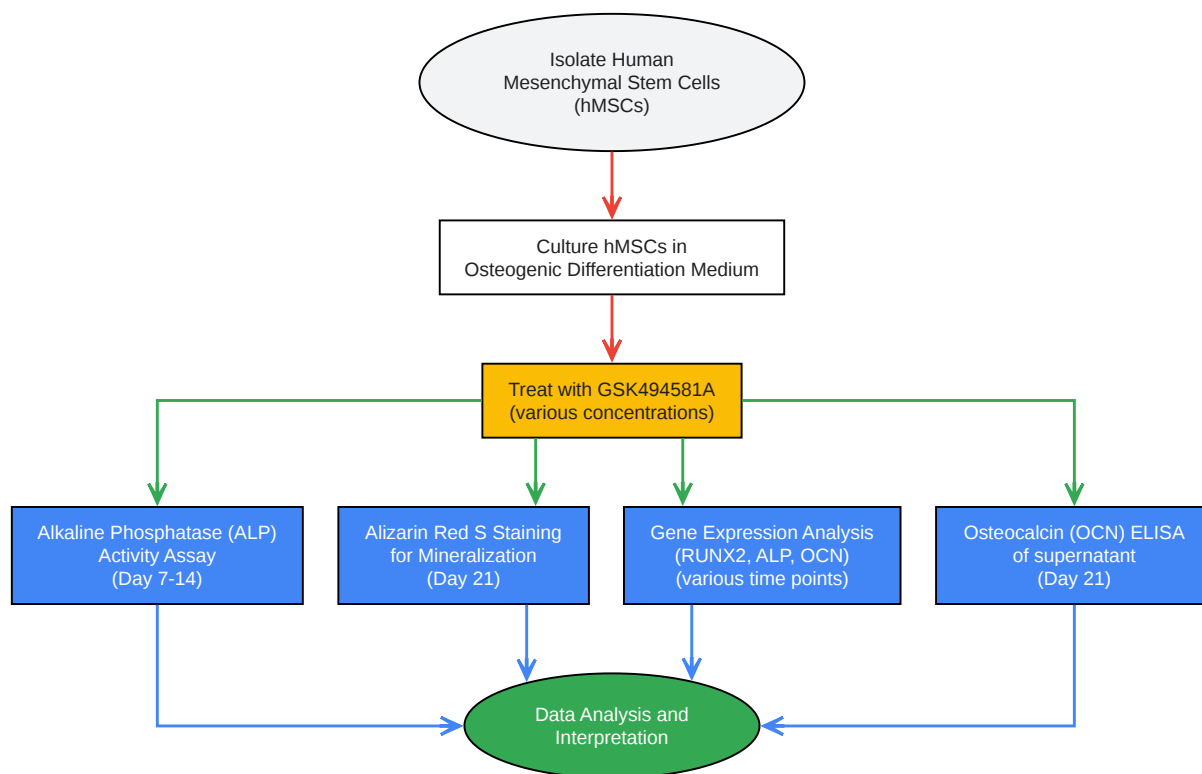 Isolate Human
Mesenchymal Stem Cells
(hMSCs)
Culture hMSCs in
Osteogenic Differentiation Medium
Treat with GSK494581A
(various concentrations)
Alkaline Phosphatase (ALP)
Activity Assay
(Day 7-14)
Alizarin Red S Staining
for Mineralization
(Day 21)
Gene Expression Analysis
(RUNX2, ALP, OCN)
(various time points)
Osteocalcin (OCN) ELISA
of supernatant
(Day 21)
Data Analysis and
Interpretation